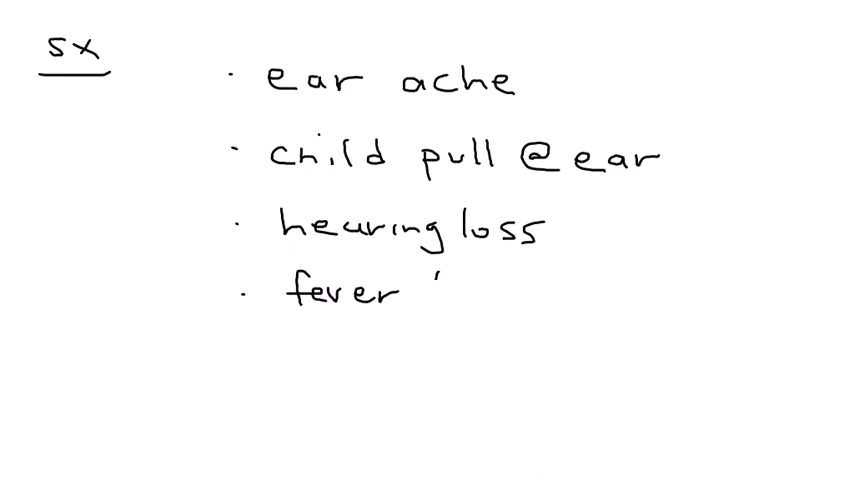 sx
· ear ache
· child pull @ ear
· hearing loss
· fever '